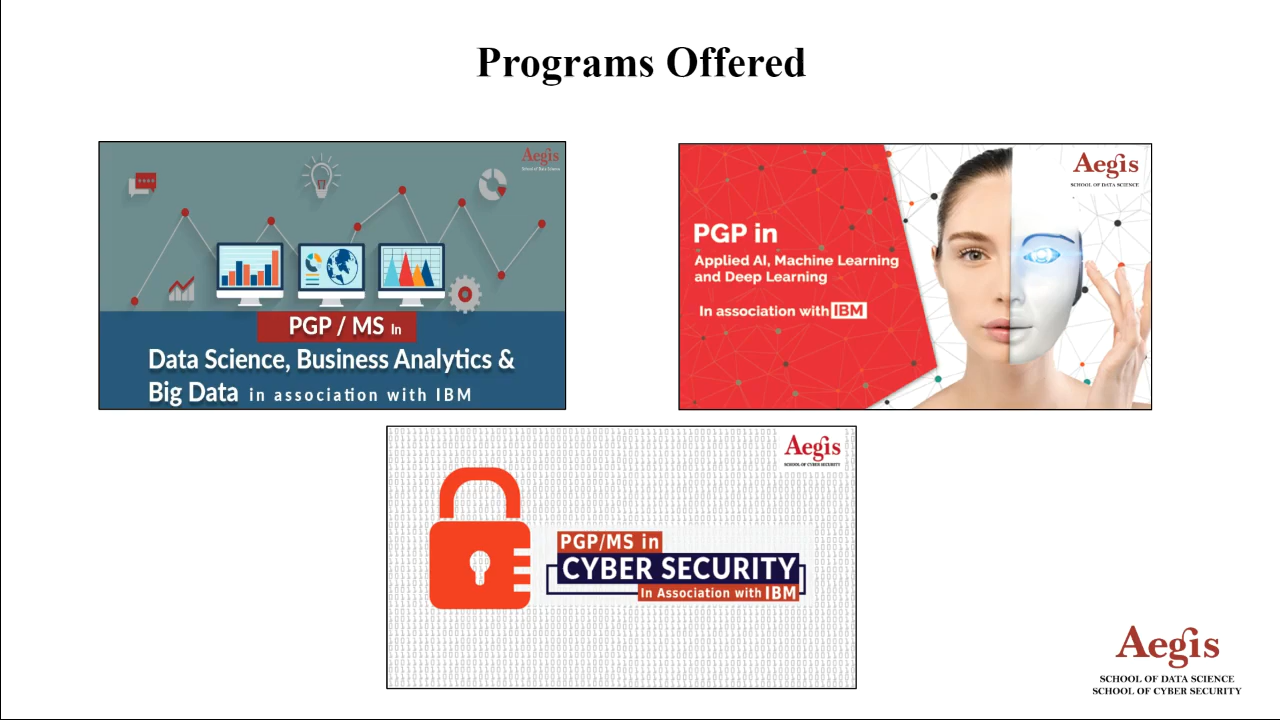 Programs Offered
Aegis
School of Data Science
PGP / MS In
Data Science, Business Analytics &
Big Data in association with IBM
Aegis
SCHOOL OF DATA SCIENCE
PGP in
Applied AI, Machine Learning
and Deep Learning
In association with IBM
Aegis
SCHOOL OF CYBER SECURITY
PGP/MS in
CYBER SECURITY
In Association with IBM
Aegis
SCHOOL OF DATA SCIENCE
SCHOOL OF CYBER SECURITY